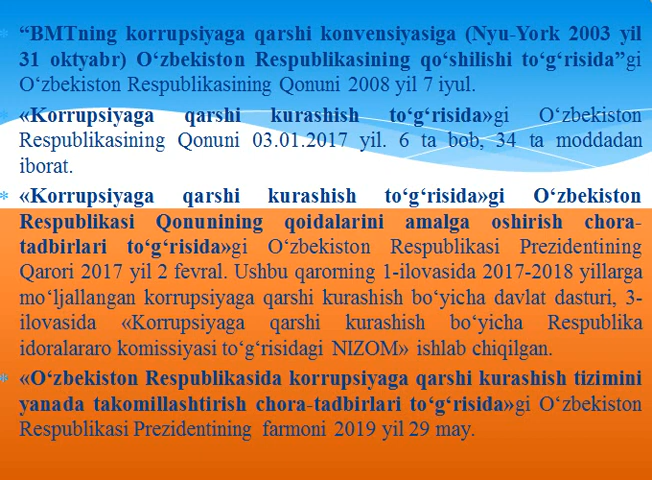 * “BMTning korrupsiyaga qarshi konvensiyasiga (Nyu-York 2003 yil
31 oktyabr) O‘zbekiston Respublikasining qo‘shilishi to‘g‘risida”gi
O‘zbekiston Respublikasining Qonuni 2008 yil 7 iyul.
* «Korrupsiyaga qarshi kurashish to‘g‘risida»gi O‘zbekiston
Respublikasining Qonuni 03.01.2017 yil. 6 ta bob, 34 ta moddadan
iborat.
* «Korrupsiyaga qarshi kurashish to‘g‘risida»gi O‘zbekiston
Respublikasi Qonunining qoidalarini amalga oshirish chora-
tadbirlari to‘g‘risida»gi O‘zbekiston Respublikasi Prezidentining
Qarori 2017 yil 2 fevral. Ushbu qarorning 1-ilovasida 2017-2018 yillarga
mo‘ljallangan korrupsiyaga qarshi kurashish bo‘yicha davlat dasturi, 3-
ilovasida «Korrupsiyaga qarshi kurashish bo‘yicha Respublika
idoralararo komissiyasi to‘g‘risidagi NIZOM» ishlab chiqilgan.
* «O‘zbekiston Respublikasida korrupsiyaga qarshi kurashish tizimini
yanada takomillashtirish chora-tadbirlari to‘g‘risida»gi O‘zbekiston
Respublikasi Prezidentining farmoni 2019 yil 29 may.